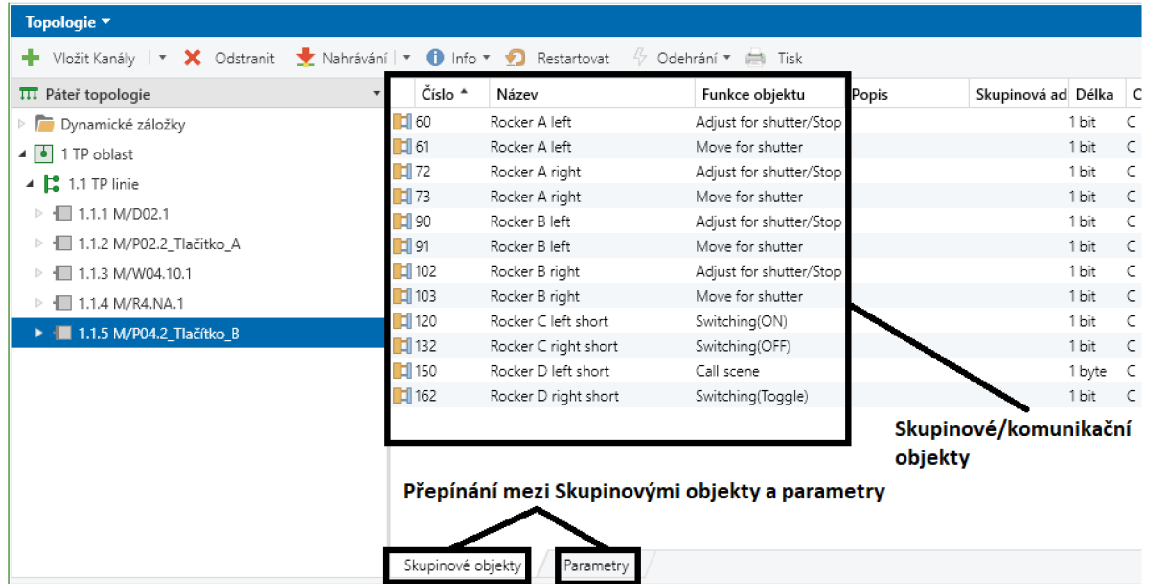 Topologie
Vložit Kanály Odstranit Nahrávání Info Restartovat Odehrání Tisk
Páteř topologie
Dynamické záložky
1 TP oblast
1.1 TP linie
1.1.1 M/D02.1
1.1.2 M/P02.2_Tlačitko_A
1.1.3 M/W04.10.1
1.1.4 M/R4.NA.1
1.1.5 M/P04.2_Tlačítko_B
Číslo Název Funkce objektu Popis Skupinová ad Délka C
60 Rocker A left Adjust for shutter/Stop 1 bit C
61 Rocker A left Move for shutter 1 bit C
72 Rocker A right Adjust for shutter/Stop 1 bit C
73 Rocker A right Move for shutter 1 bit C
90 Rocker B left Adjust for shutter/Stop 1 bit C
91 Rocker B left Move for shutter 1 bit C
102 Rocker B right Adjust for shutter/Stop 1 bit C
103 Rocker B right Move for shutter 1 bit C
120 Rocker C left short Switching(ON) 1 bit C
132 Rocker C right short Switching(OFF) 1 bit C
150 Rocker D left short Call scene 1 byte C
162 Rocker D right short Switching(Toggle) 1 bit C
Skupinové/komunikační
objekty
Přepínání mezi Skupinovými objekty a parametry
Skupinové objekty Parametry